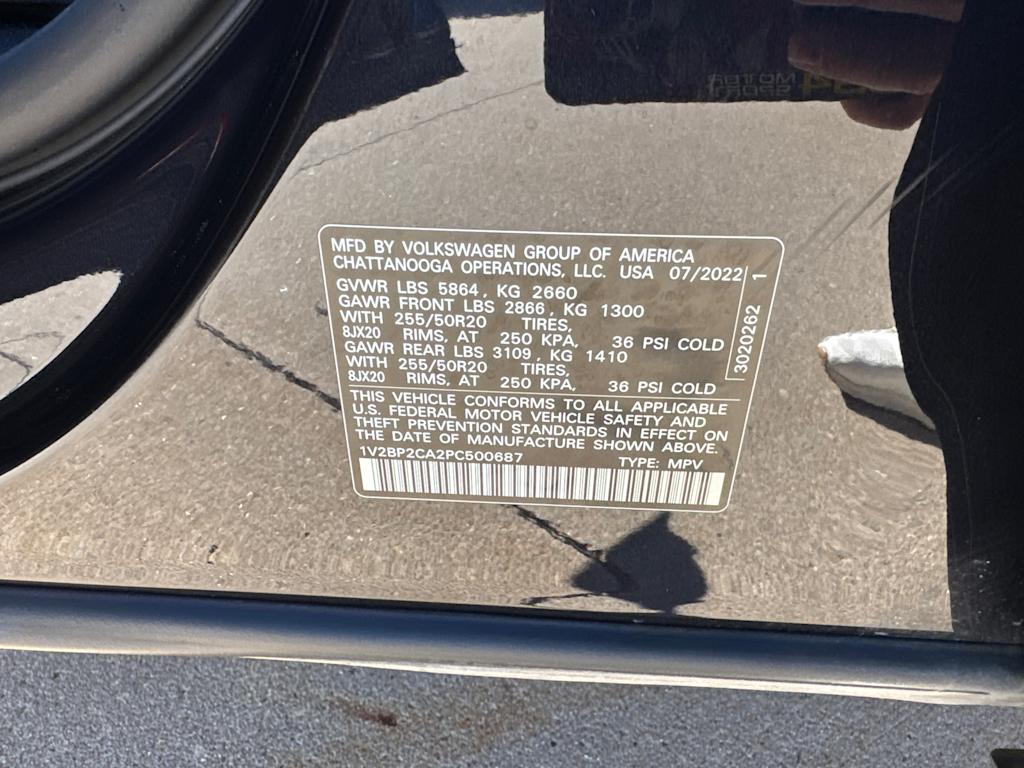 MFD BY VOLKSWAGEN GROUP OF AMERICA
CHATTANOOGA OPERATIONS, LLC. USA 07/2022
GVWR LBS 5864, KG 2660
GAWR FRONT LBS 2866, KG 1300
WITH 255/50R20 TIRES,
8JX20 RIMS, AT 250 KPA, 36 PSI COLD
GAWR REAR LBS 3109, KG 1410
WITH 255/50R20 TIRES,
8JX20 RIMS, AT 250 KPA, 36 PSI COLD
3020262 1
THIS VEHICLE CONFORMS TO ALL APPLICABLE
U.S. FEDERAL MOTOR VEHICLE SAFETY AND
THEFT PREVENTION STANDARDS IN EFFECT ON
THE DATE OF MANUFACTURE SHOWN ABOVE.
1V2BP2CA2PC500687 TYPE: MPV